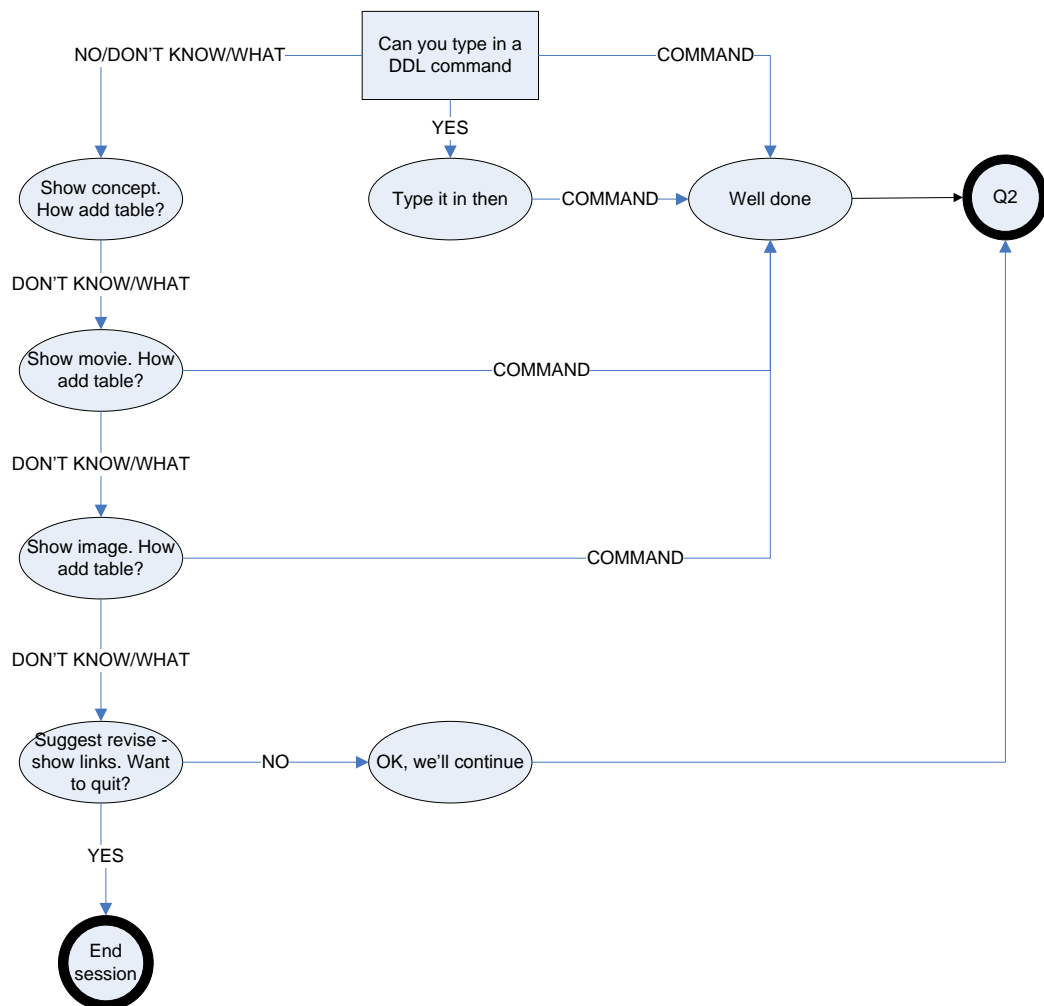 Can you type in a
DDL command
NO/DON'T KNOW/WHAT
COMMAND
YES
Show concept.
How add table?
Type it in then
COMMAND
Well done
Q2
DON'T KNOW/WHAT
Show movie. How
add table?
COMMAND
DON'T KNOW/WHAT
Show image. How
add table?
COMMAND
DON'T KNOW/WHAT
Suggest revise -
show links. Want
to quit?
NO
OK, we'll continue
YES
End
session